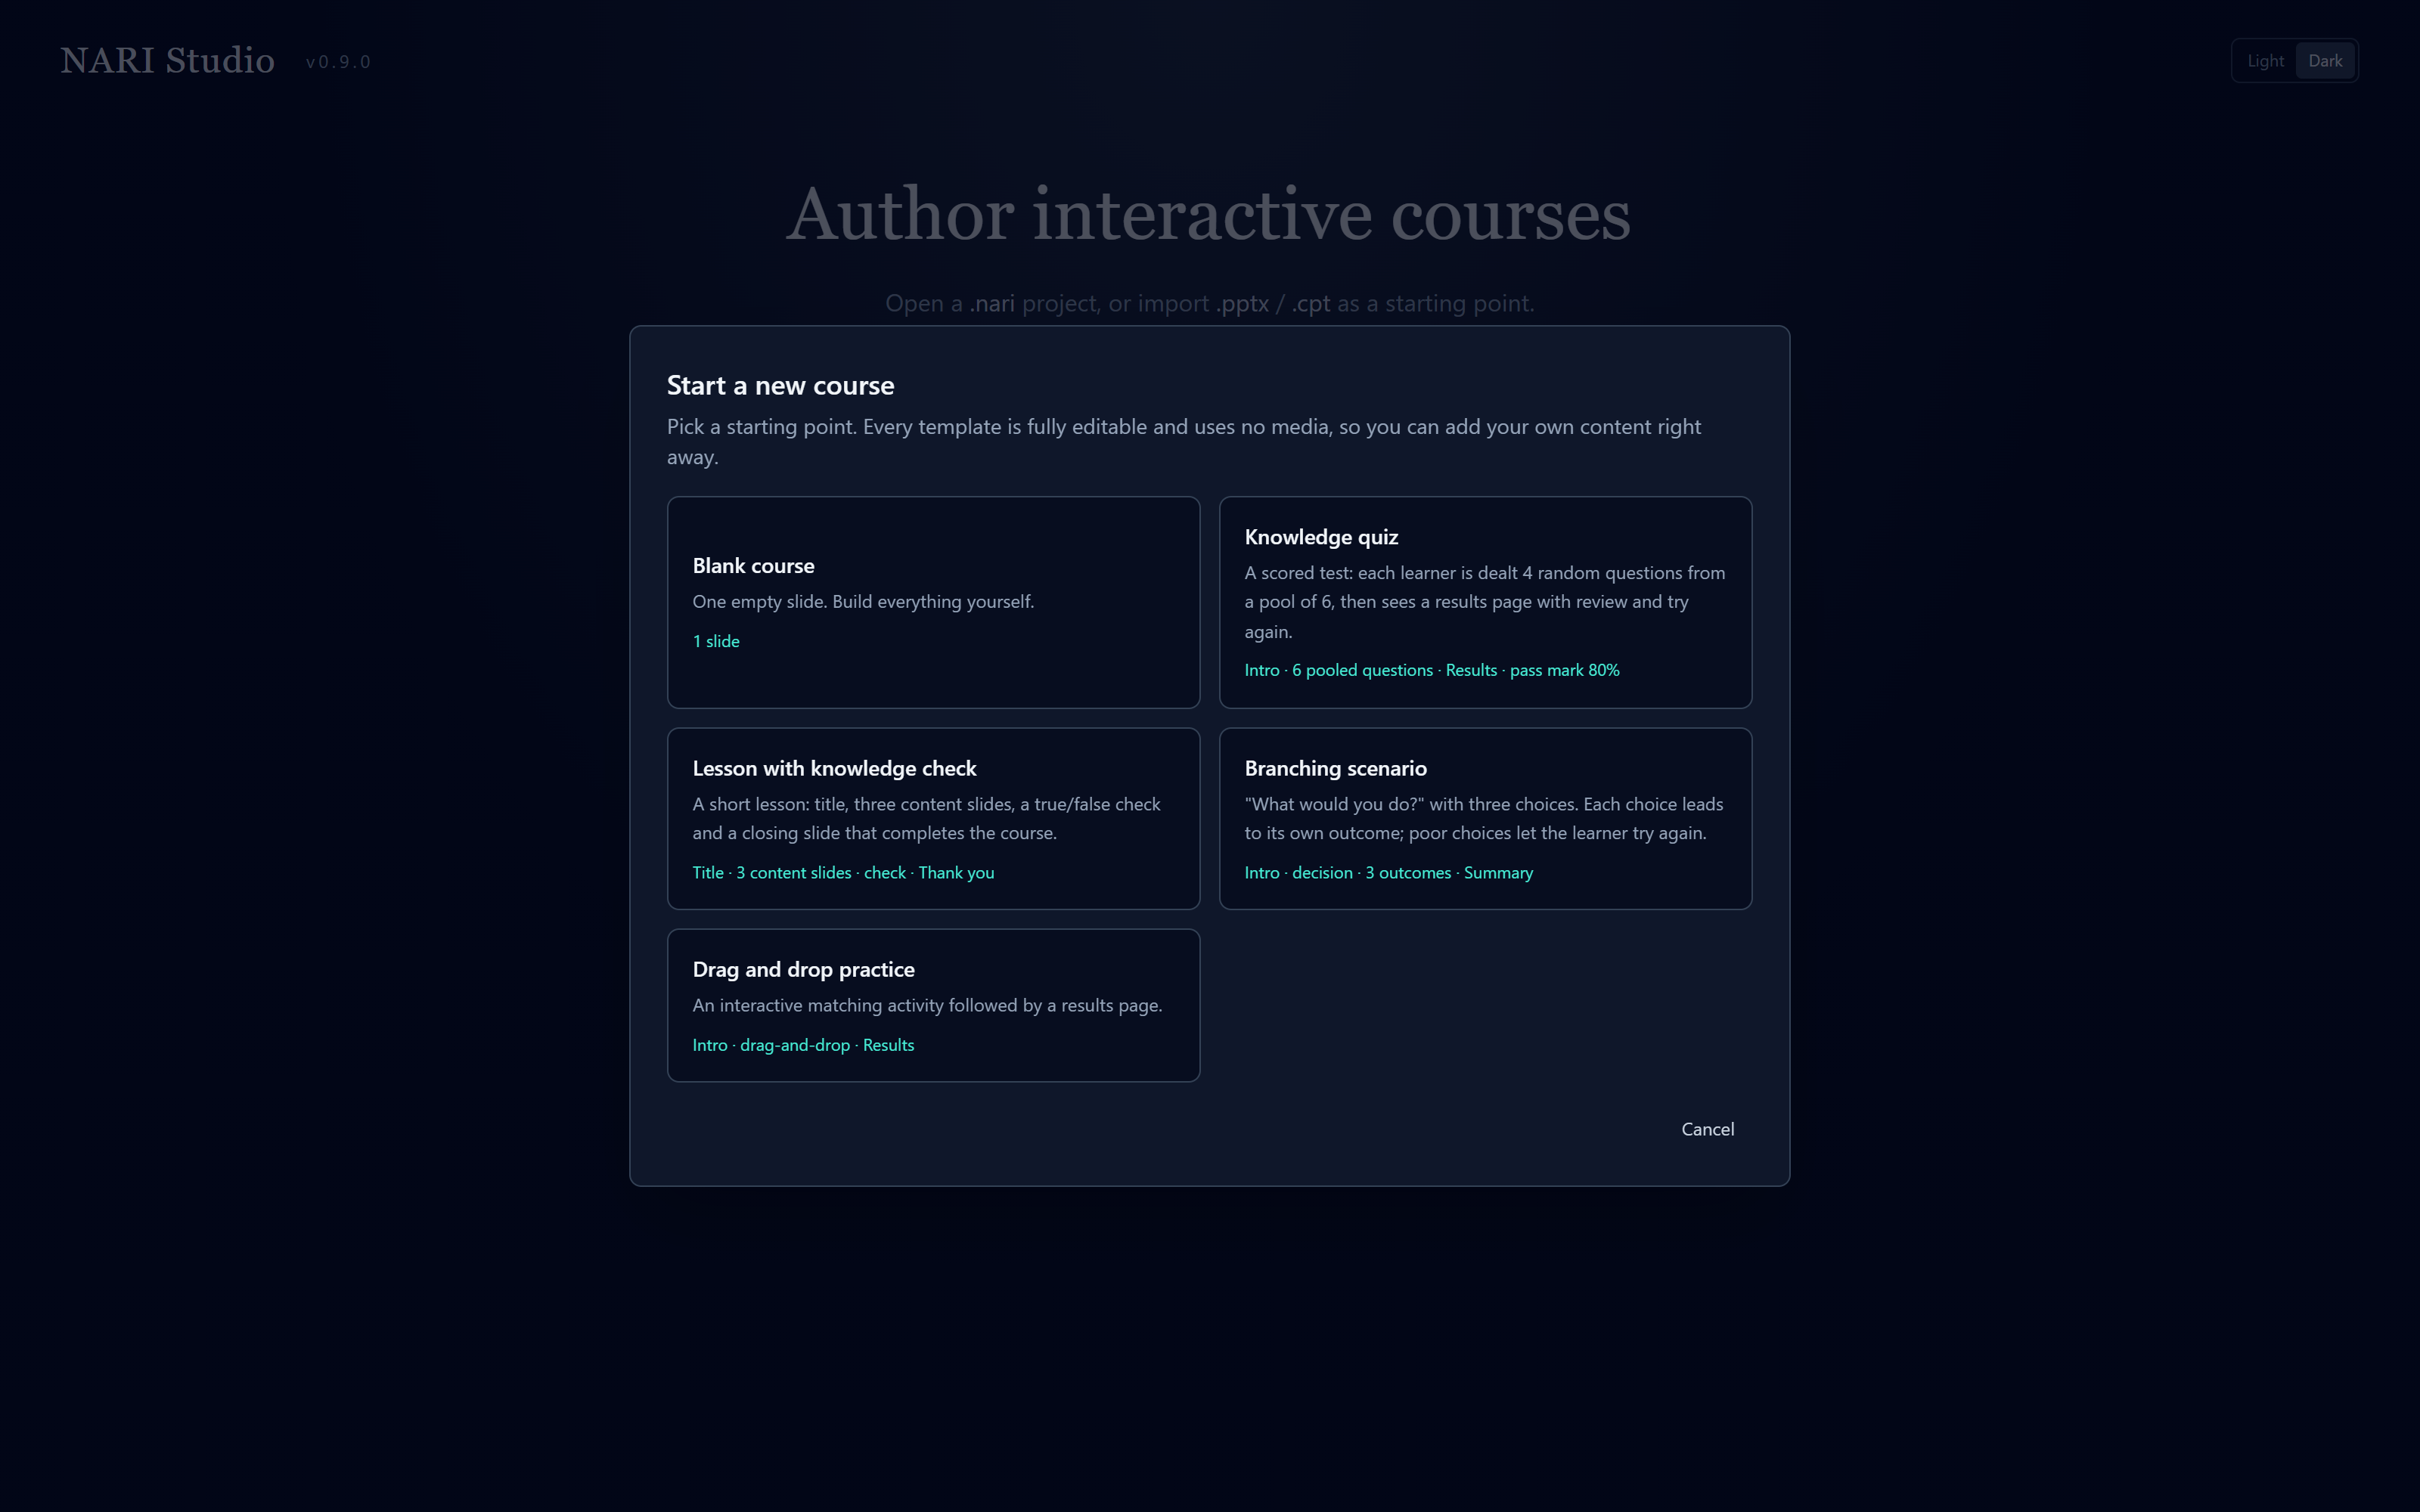 NARI Studio v0.9.0
Light Dark
Author interactive courses
Open a .nari project, or import .pptx / .cpt as a starting point.
Start a new course
Pick a starting point. Every template is fully editable and uses no media, so you can add your own content right
away.
Blank course
One empty slide. Build everything yourself.
1 slide
Knowledge quiz
A scored test: each learner is dealt 4 random questions from
a pool of 6, then sees a results page with review and try
again.
Intro · 6 pooled questions · Results · pass mark 80%
Lesson with knowledge check
A short lesson: title, three content slides, a true/false check
and a closing slide that completes the course.
Title · 3 content slides · check · Thank you
Branching scenario
"What would you do?" with three choices. Each choice leads
to its own outcome; poor choices let the learner try again.
Intro · decision · 3 outcomes · Summary
Drag and drop practice
An interactive matching activity followed by a results page.
Intro · drag-and-drop · Results
Cancel